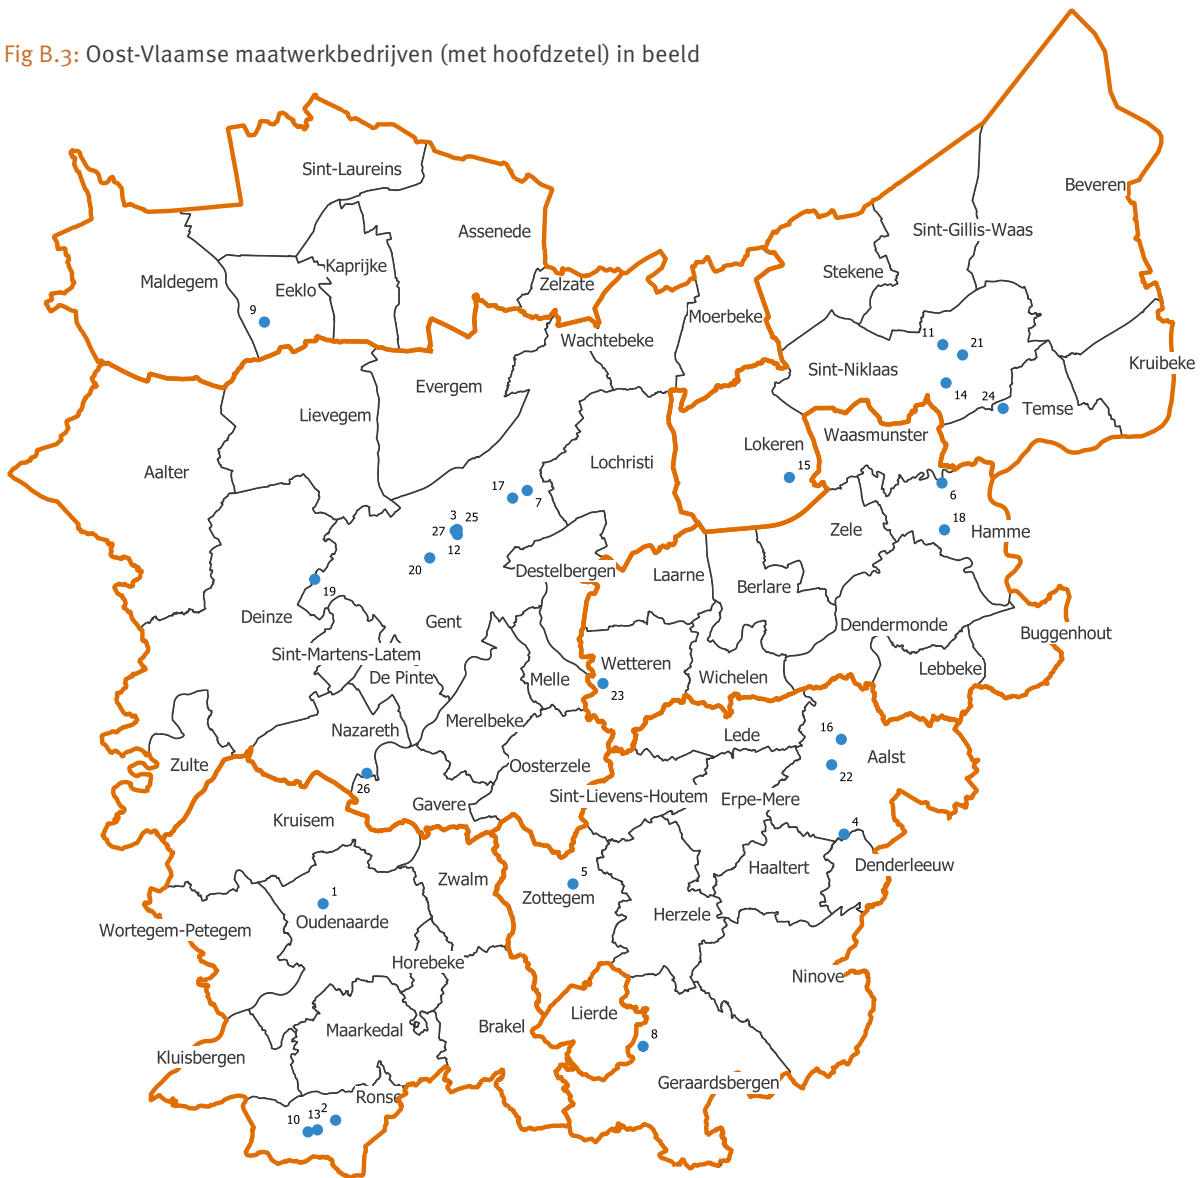 Fig B.3: Oost-Vlaamse maatwerkbedrijven (met hoofdzetel) in beeld
Sint-Laureins
Beveren
Assenede
Sint-Gillis-Waas
Kaprijke
Stekene
Maldegem
Eeklo
Zelzate
9
Moerbeke
11
21
Wachtebeke
Sint-Niklaas
Kruibeke
Evergem
14
24
Temse
Lievegem
Waasmunster
Lokeren
Aalter
Lochristi
15
17
7
6
3
25
27
18
Zele
Hamme
12
20
Destelbergen
Laarne
Berlare
19
Deinze
Gent
Dendermonde
Buggenhout
Sint-Martens-Latem
Wetteren
Lebbeke
De Pinte
Melle
Wichelen
23
Merelbeke
Nazareth
16
Lede
Aalst
Zulte
Oosterzele
22
26
Sint-Lievens-Houtem
Erpe-Mere
Gavere
Kruisem
4
Haaltert
Denderleeuw
5
Zwalm
1
Zottegem
Oudenaarde
Herzele
Wortegem-Petegem
Horebeke
Ninove
Lierde
Maarkedal
Brakel
8
Kluisbergen
Geraardsbergen
Ronse
10
13
2